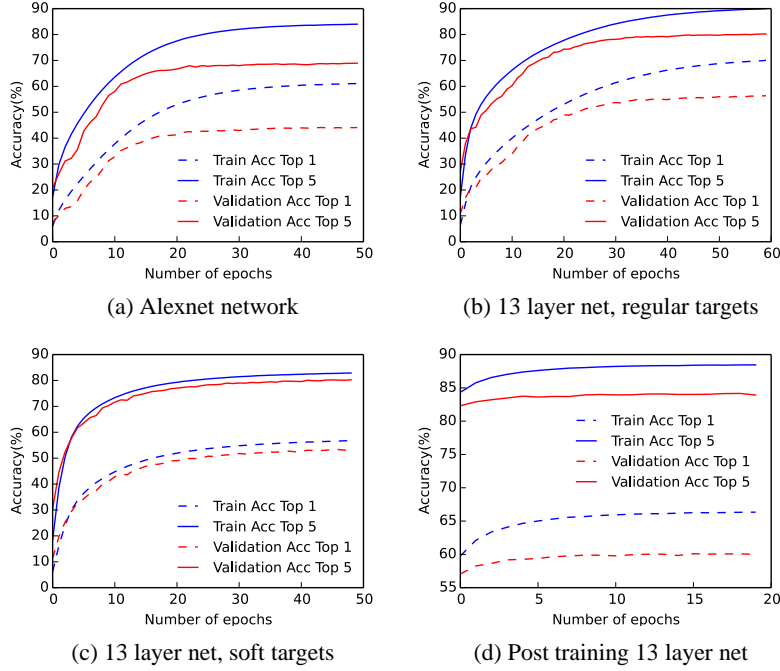 90
80
70
60
50
40
30
20
10
0
Accuracy(%)
Train Acc Top 1
Train Acc Top 5
Validation Acc Top 1
Validation Acc Top 5
0 10 20 30 40 50
Number of epochs
(a) Alexnet network
90
80
70
60
50
40
30
20
10
0
Accuracy(%)
Train Acc Top 1
Train Acc Top 5
Validation Acc Top 1
Validation Acc Top 5
0 10 20 30 40 50 60
Number of epochs
(b) 13 layer net, regular targets
90
80
70
60
50
40
30
20
10
0
Accuracy(%)
Train Acc Top 1
Train Acc Top 5
Validation Acc Top 1
Validation Acc Top 5
0 10 20 30 40 50
Number of epochs
(c) 13 layer net, soft targets
90
85
80
75
70
65
60
55
Accuracy(%)
Train Acc Top 1
Train Acc Top 5
Validation Acc Top 1
Validation Acc Top 5
0 5 10 15 20
Number of epochs
(d) Post training 13 layer net